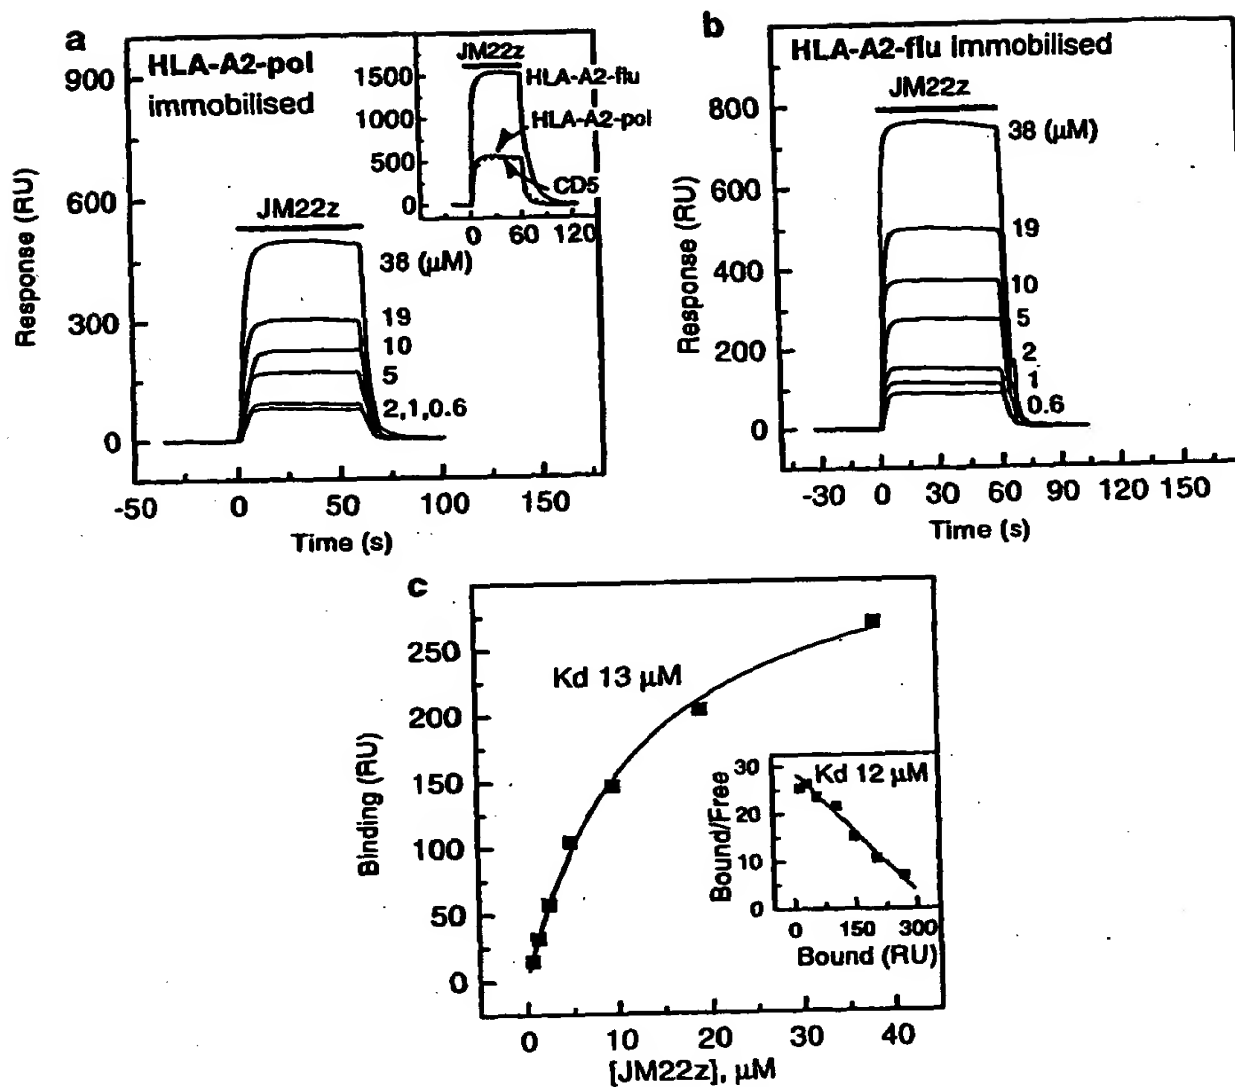 a
HLA-A2-pol
immobilised
JM22z
38 (μM)
19
10
5
2,1,0.6
900
600
300
0
Response (RU)
-50 0 50 100 150
Time (s)
JM22z
HLA-A2-flu
HLA-A2-pol
CD5
1500
1000
500
0
0 60 120
b
HLA-A2-flu immobilised
JM22z
38 (μM)
19
10
5
2
1
0.6
800
600
400
200
0
Response (RU)
-30 0 30 60 90 120 150
Time (s)
c
Kd 13 μM
250
200
150
100
50
0
Binding (RU)
0 10 20 30 40
[JM22z], μM
Kd 12 μM
30
20
10
0
Bound/Free
0 150 300
Bound (RU)